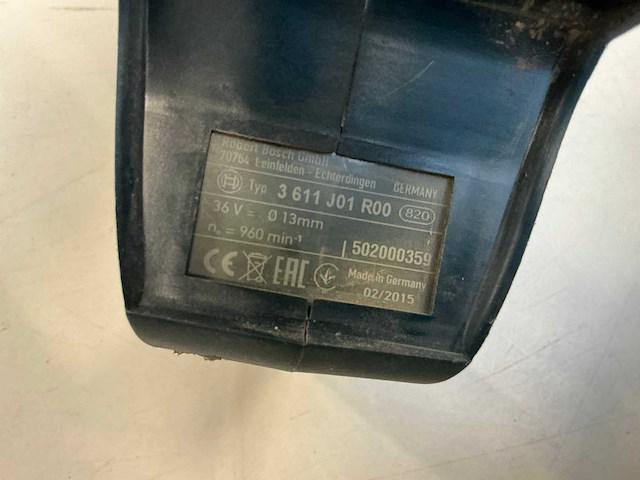 Robert Bosch GmbH
70764 Leinfelden - Echterdingen GERMANY
Typ 3 611 J01 R00 820
36 V = Ø 13mm
n₀ = 960 min⁻¹ 502000359
CE EAC Made in Germany
02/2015